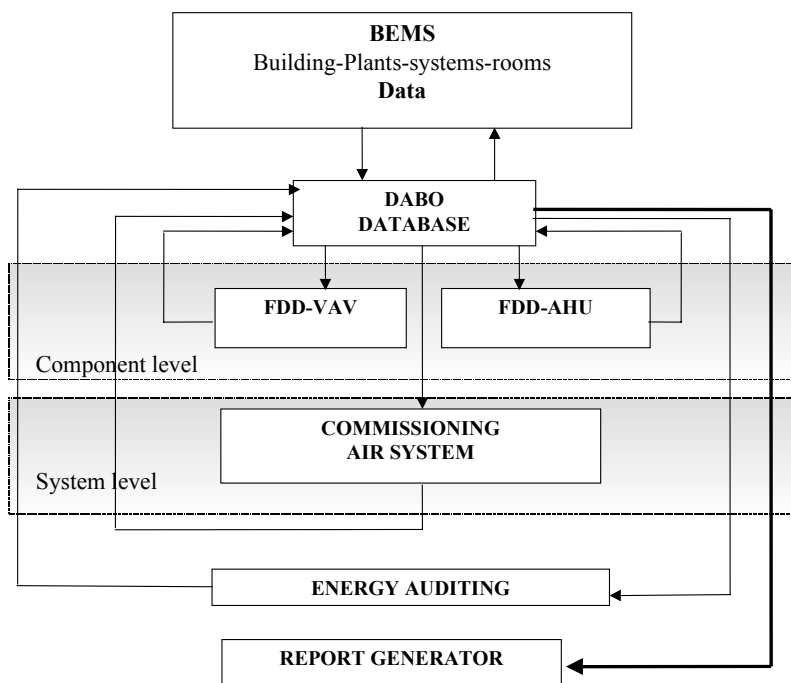 BEMS
Building-Plants-systems-rooms
Data
DABO
DATABASE
FDD-VAV
FDD-AHU
Component level
COMMISSIONING
AIR SYSTEM
System level
ENERGY AUDITING
REPORT GENERATOR